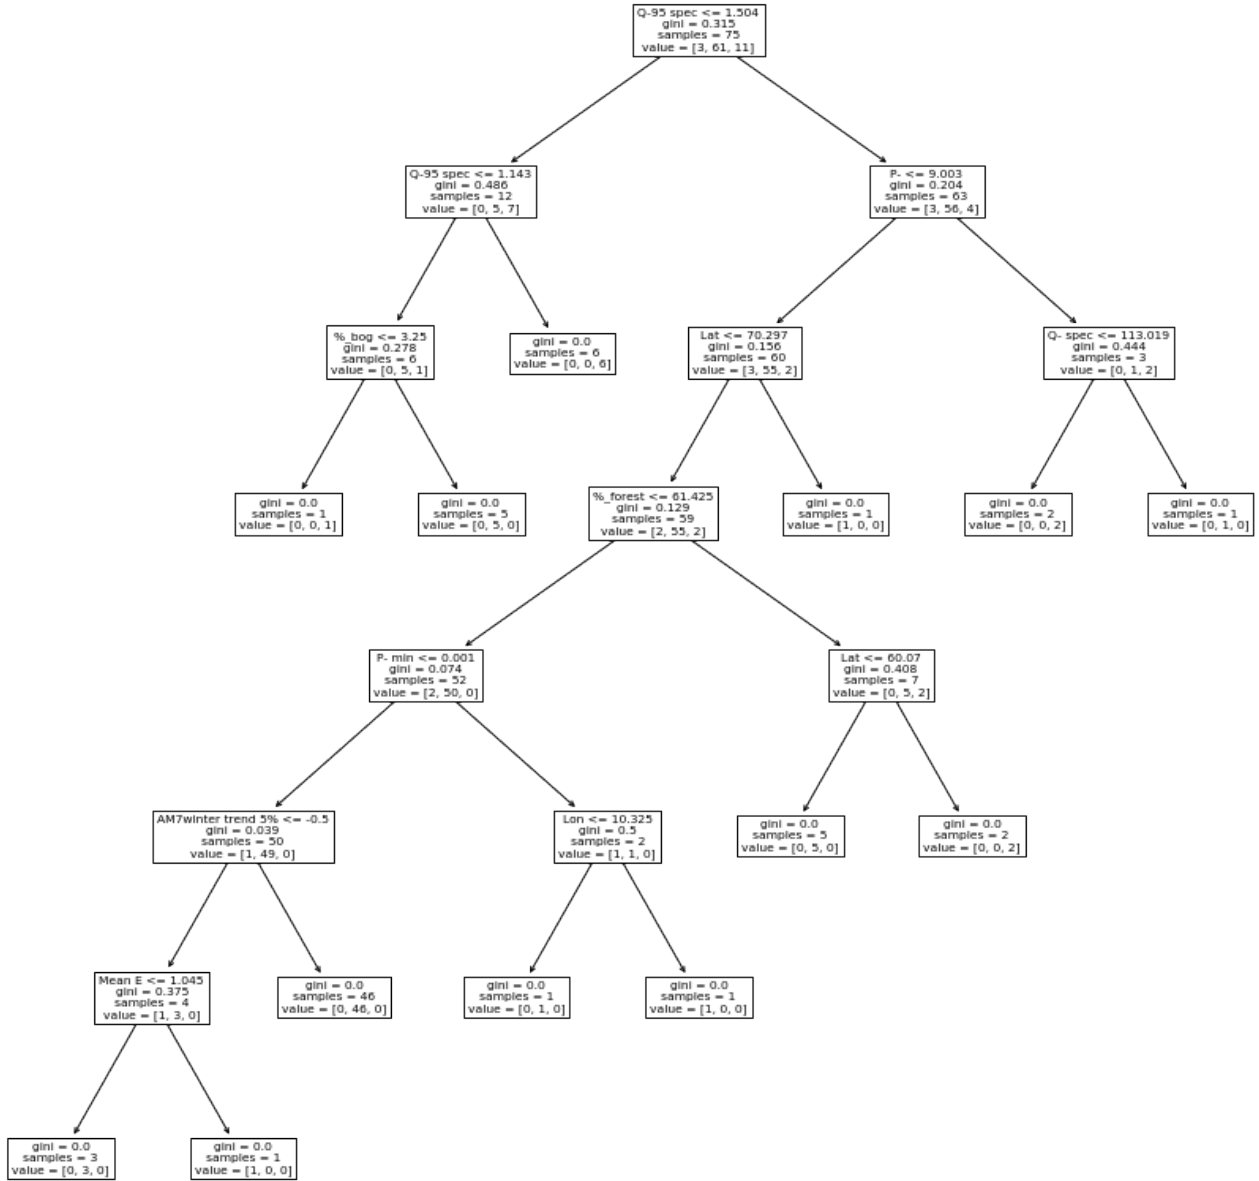 Q-95 spec <= 1.504
gini = 0.315
samples = 75
value = [3, 61, 11]
Q-95 spec <= 1.143
gini = 0.486
samples = 12
value = [0, 5, 7]
P- <= 9.003
gini = 0.204
samples = 63
value = [3, 56, 4]
%_bog <= 3.25
gini = 0.278
samples = 6
value = [0, 5, 1]
gini = 0.0
samples = 6
value = [0, 0, 6]
Lat <= 70.297
gini = 0.156
samples = 60
value = [3, 55, 2]
Q- spec <= 113.019
gini = 0.444
samples = 3
value = [0, 1, 2]
gini = 0.0
samples = 1
value = [0, 0, 1]
gini = 0.0
samples = 5
value = [0, 5, 0]
%_forest <= 61.425
gini = 0.129
samples = 59
value = [2, 55, 2]
gini = 0.0
samples = 1
value = [1, 0, 0]
gini = 0.0
samples = 2
value = [0, 0, 2]
gini = 0.0
samples = 1
value = [0, 1, 0]
P- min <= 0.001
gini = 0.074
samples = 52
value = [2, 50, 0]
Lat <= 60.07
gini = 0.408
samples = 7
value = [0, 5, 2]
AM7winter trend 5% <= -0.5
gini = 0.039
samples = 50
value = [1, 49, 0]
Lon <= 10.325
gini = 0.5
samples = 2
value = [1, 1, 0]
gini = 0.0
samples = 5
value = [0, 5, 0]
gini = 0.0
samples = 2
value = [0, 0, 2]
Mean E <= 1.045
gini = 0.375
samples = 4
value = [1, 3, 0]
gini = 0.0
samples = 46
value = [0, 46, 0]
gini = 0.0
samples = 1
value = [0, 1, 0]
gini = 0.0
samples = 1
value = [1, 0, 0]
gini = 0.0
samples = 3
value = [0, 3, 0]
gini = 0.0
samples = 1
value = [1, 0, 0]